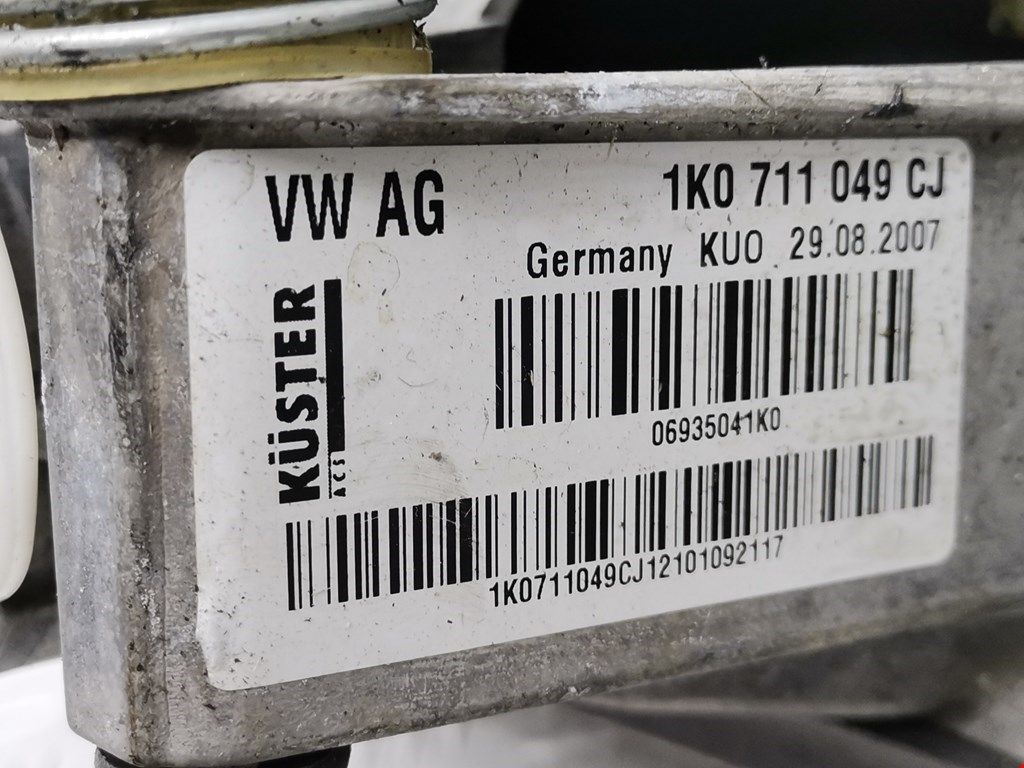 VW AG
1K0 711 049 CJ
Germany KUO 29.08.2007
KÜSTER
ACS
06935041K0
1K0711049CJ12101092117